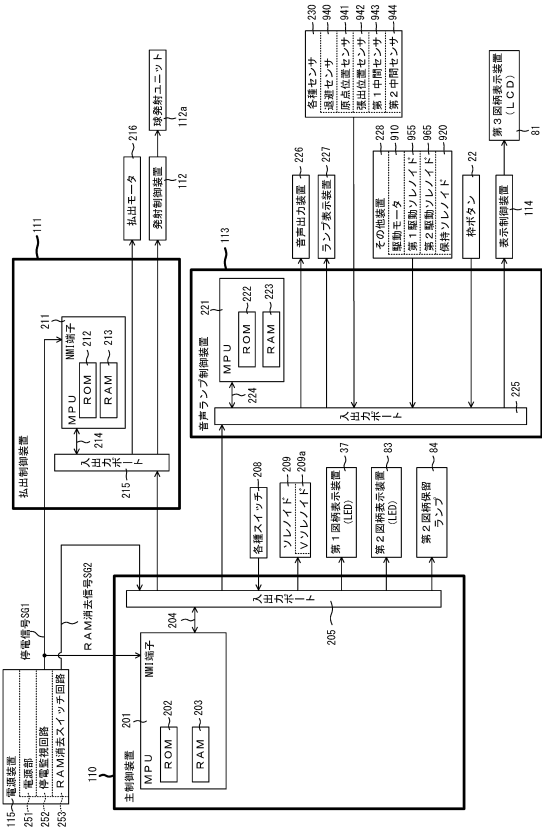 115
電源装置
251
電源部
252
停電監視回路
253
RAM消去スイッチ回路
停電信号SG1
RAM消去信号SG2
払出制御装置
111
MPU
211
NMI端子
ROM
212
RAM
213
214
215
入出力ポート
払出モータ
216
発射制御装置
112
球発射ユニット
112a
110
主制御装置
MPU
201
NMI端子
ROM
202
RAM
203
204
入出力ポート
205
各種スイッチ
208
ソレノイド
209
Vソレノイド
209a
第1図柄表示装置
(LED)
37
第2図柄表示装置
(LED)
83
第2図柄保留
ランプ
84
音声ランプ制御装置
113
MPU
221
ROM
222
RAM
223
224
入出力ポート
225
音声出力装置
226
ランプ表示装置
227
各種センサ
230
退避センサ
940
原点位置センサ
941
張出位置センサ
942
第1中間センサ
943
第2中間センサ
944
その他装置
228
駆動モータ
910
第1駆動ソレノイド
955
第2駆動ソレノイド
965
保持ソレノイド
920
枠ボタン
22
表示制御装置
114
第3図柄表示装置
(LCD)
81